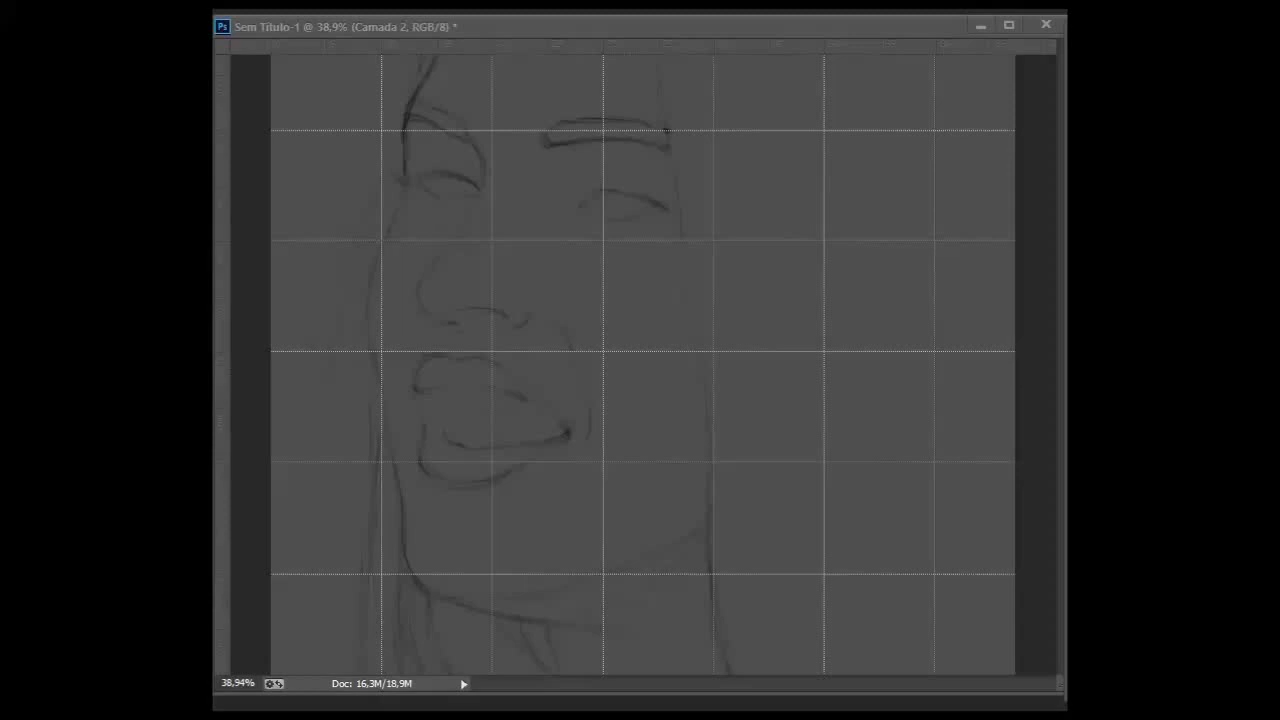 Ps Sem Título-1 @ 38,9% (Camada 2, RGB/8) *
38,94% Doc: 16,3M/18,9M